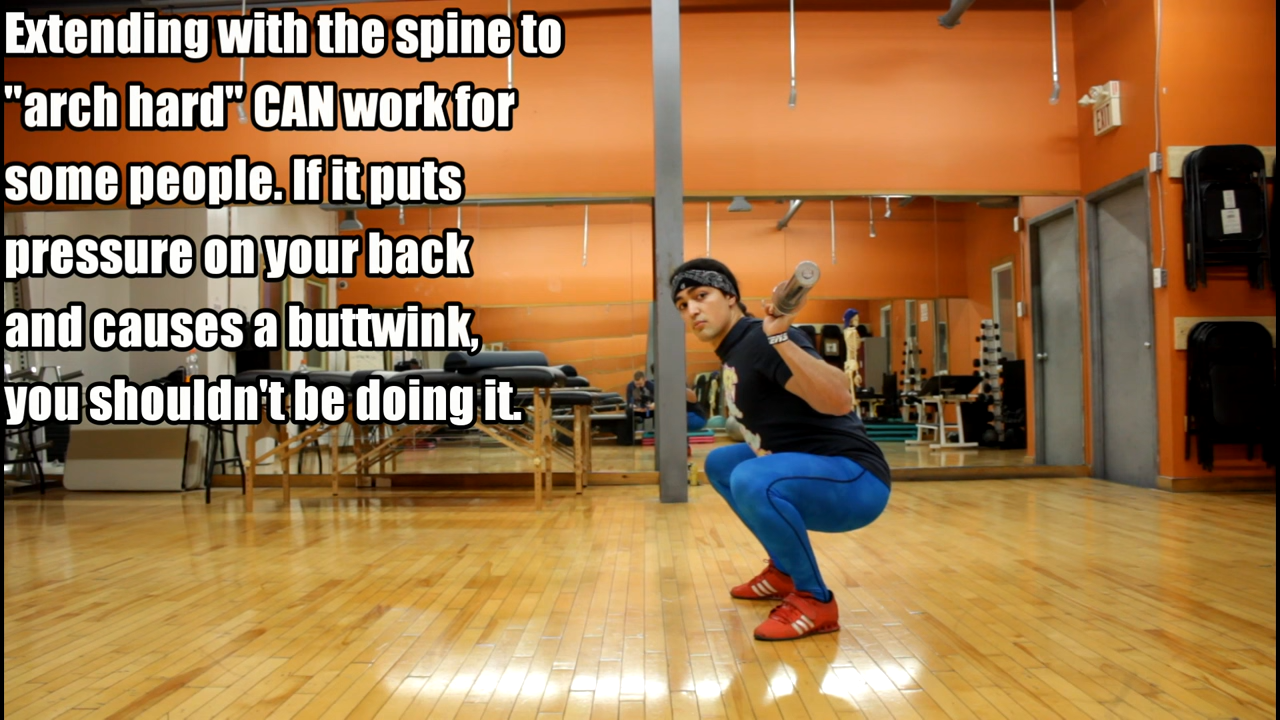 Extending with the spine to
"arch hard" CAN work for
some people. If it puts
pressure on your back
and causes a buttwink,
you shouldn't be doing it.
EXIT